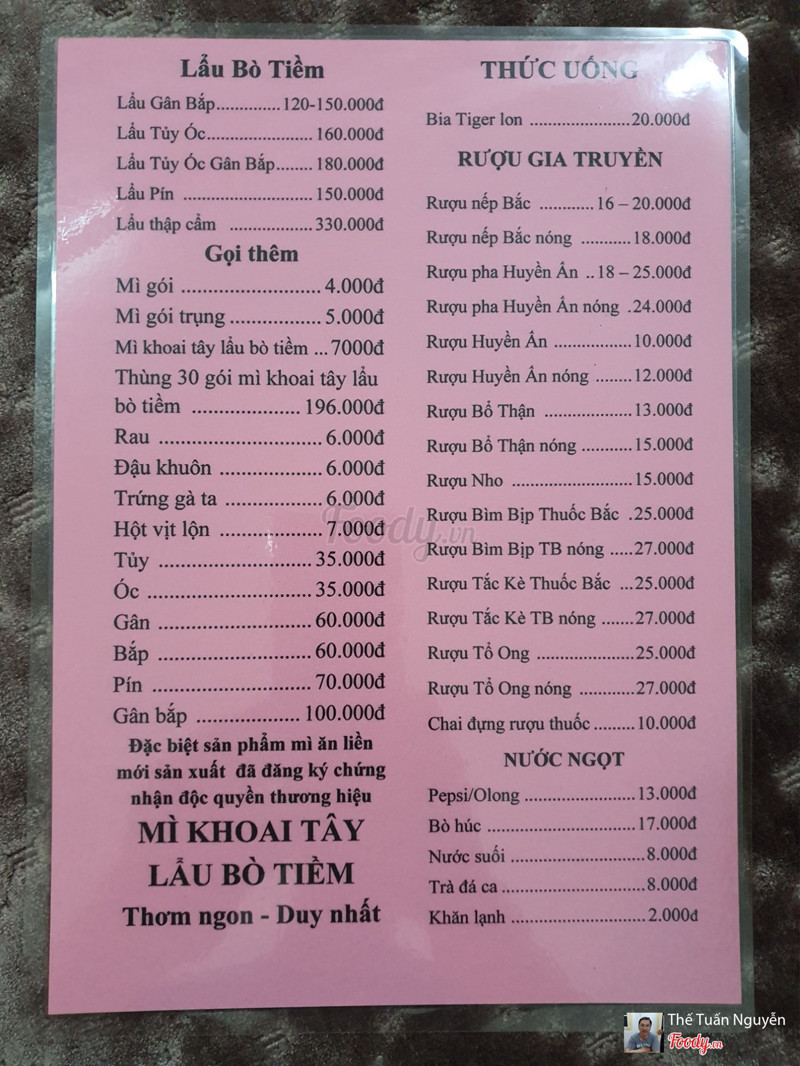 Lẩu Bò Tiềm
Lẩu Gân Bắp..............120-150.000đ
Lẩu Tủy Óc........................160.000đ
Lẩu Tủy Óc Gân Bắp........180.000đ
Lẩu Pín .............................150.000đ
Lẩu thập cẩm ..................330.000đ
Gọi thêm
Mì gói ........................4.000đ
Mì gói trụng................5.000đ
Mì khoai tây lẩu bò tiềm ...7000đ
Thùng 30 gói mì khoai tây lẩu
bò tiềm ...................196.000đ
Rau ............................6.000đ
Đậu khuôn ..................6.000đ
Trứng gà ta .................6.000đ
Hột vịt lộn ..................7.000đ
Tủy ...........................35.000đ
Óc .............................35.000đ
Gân ...........................60.000đ
Bắp ...........................60.000đ
Pín ............................70.000đ
Gân bắp ..................100.000đ
Đặc biệt sản phẩm mì ăn liền
mới sản xuất đã đăng ký chứng
nhận độc quyền thương hiệu
MÌ KHOAI TÂY
LẨU BÒ TIỀM
Thơm ngon - Duy nhất
THỨC UỐNG
Bia Tiger lon ......................20.000đ
RƯỢU GIA TRUYỀN
Rượu nếp Bắc ............16 – 20.000đ
Rượu nếp Bắc nóng ...........18.000đ
Rượu pha Huyền Ấn ..18 – 25.000đ
Rượu pha Huyền Ấn nóng .24.000đ
Rượu Huyền Ấn .................10.000đ
Rượu Huyền Ấn nóng ........12.000đ
Rượu Bổ Thận ...................13.000đ
Rượu Bổ Thận nóng ...........15.000đ
Rượu Nho ..........................15.000đ
Rượu Bìm Bịp Thuốc Bắc .25.000đ
Rượu Bìm Bịp TB nóng .....27.000đ
Rượu Tắc Kè Thuốc Bắc ...25.000đ
Rượu Tắc Kè TB nóng .......27.000đ
Rượu Tổ Ong .....................25.000đ
Rượu Tổ Ong nóng ............27.000đ
Chai đựng rượu thuốc .........10.000đ
NƯỚC NGỌT
Pepsi/Olong ........................13.000đ
Bò húc ................................17.000đ
Nước suối .............................8.000đ
Trà đá ca ...............................8.000đ
Khăn lạnh .............................2.000đ
Foody.vn
Thế Tuấn Nguyễn
Foody.vn